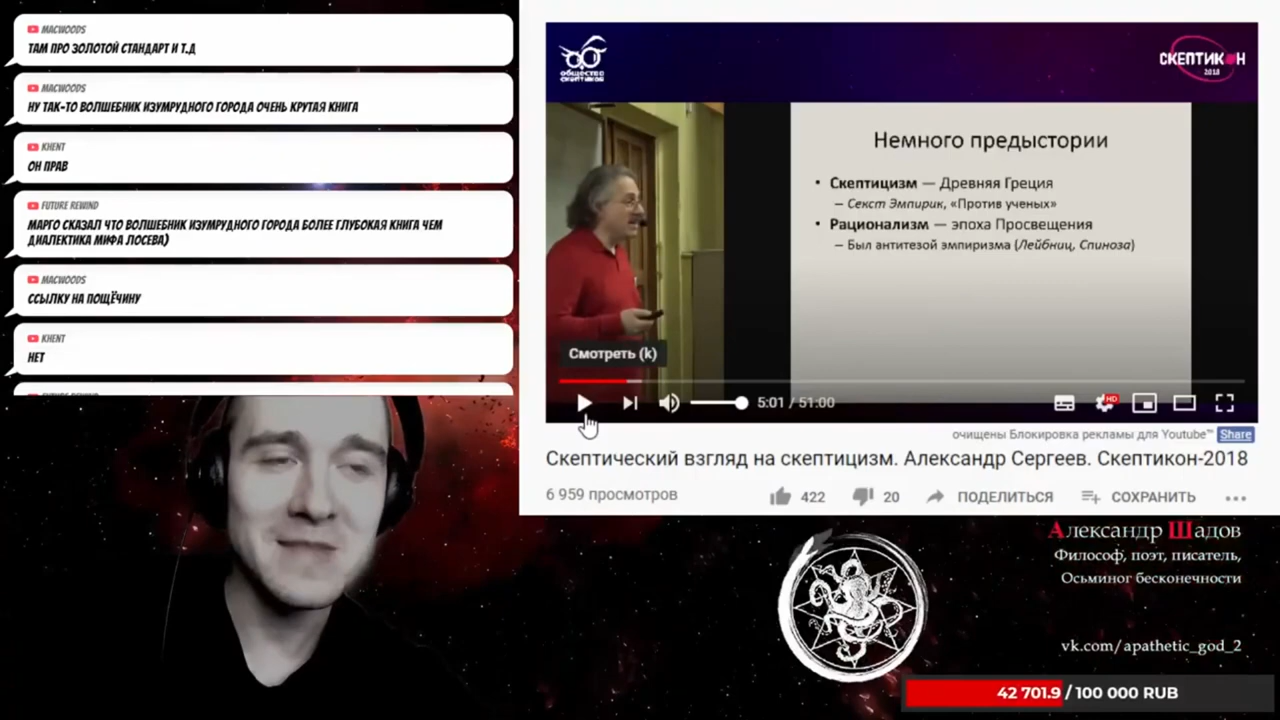 MACWOODS
ТАМ ПРО ЗОЛОТОЙ СТАНДАРТ И Т.Д
MACWOODS
НУ ТАК-ТО ВОЛШЕБНИК ИЗУМРУДНОГО ГОРОДА ОЧЕНЬ КРУТАЯ КНИГА
KHENT
ОН ПРАВ
FUTURE REWIND
МАРГО СКАЗАЛ ЧТО ВОЛШЕБНИК ИЗУМРУДНОГО ГОРОДА БОЛЕЕ ГЛУБОКАЯ КНИГА ЧЕМ
ДИАЛЕКТИКА МИФА ЛОСЕВА)
MACWOODS
ССЫЛКУ НА ПОЩЁЧИНУ
KHENT
НЕТ
общество
скептиков
СКЕПТИКОН
2018
Немного предыстории
• Скептицизм — Древняя Греция
– Секст Эмпирик, «Против ученых»
• Рационализм — эпоха Просвещения
– Был антитезой эмпиризма (Лейбниц, Спиноза)
Смотреть (k)
5:01 / 51:00
HD
очищены Блокировка рекламы для Youtube™ Share
Скептический взгляд на скептицизм. Александр Сергеев. Скептикон-2018
6 959 просмотров
422
20
ПОДЕЛИТЬСЯ
СОХРАНИТЬ
Александр Шадов
Философ, поэт, писатель,
Осьминог бесконечности
vk.com/apathetic_god_2
42 701.9 / 100 000 RUB